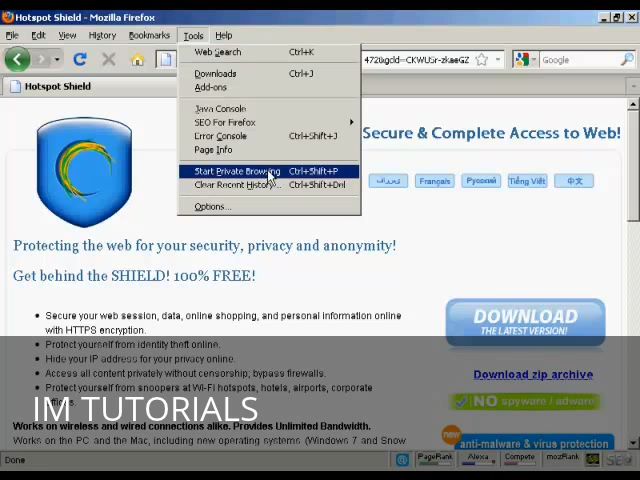 Hotspot Shield - Mozilla Firefox
File Edit View History Bookmarks Tools Help
472&gclid=CKWUSr-zkaeGZ
Google
Hotspot Shield
Web Search Ctrl+K
Downloads Ctrl+J
Add-ons
Java Console
SEO For Firefox
Error Console Ctrl+Shift+J
Page Info
Start Private Browsing Ctrl+Shift+P
Clear Recent History... Ctrl+Shift+Del
Options...
Secure & Complete Access to Web!
Français Русский Tiếng Việt 中文
Protecting the web for your security, privacy and anonymity!
Get behind the SHIELD! 100% FREE!
Secure your web session, data, online shopping, and personal information online
with HTTPS encryption.
Protect yourself from identity theft online.
Hide your IP address for your privacy online.
Access all content privately without censorship; bypass firewalls.
Protect yourself from snoopers at Wi-Fi hotspots, hotels, airports, corporate
offices.
DOWNLOAD
THE LATEST VERSION!
Download zip archive
NO spyware / adware
new
anti-malware & virus protection
IM TUTORIALS
Works on wireless and wired connections alike. Provides Unlimited Bandwidth.
Works on the PC and the Mac, including new operating systems (Windows 7 and Snow
Done
PageRank Alexa Compete mozRank SEO